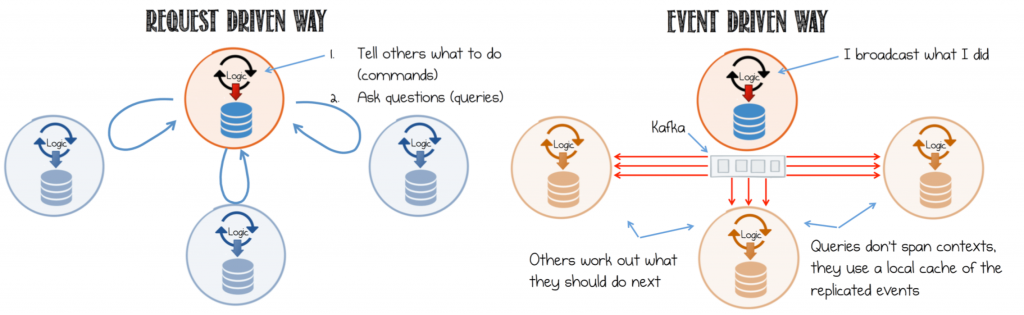 REQUEST DRIVEN WAY
Logic
1. Tell others what to do
(commands)
2. Ask questions (queries)
Logic
Logic
Logic
EVENT DRIVEN WAY
Logic
I broadcast what I did
Kafka
Logic
Logic
Logic
Others work out what
they should do next
Queries don't span contexts,
they use a local cache of the
replicated events